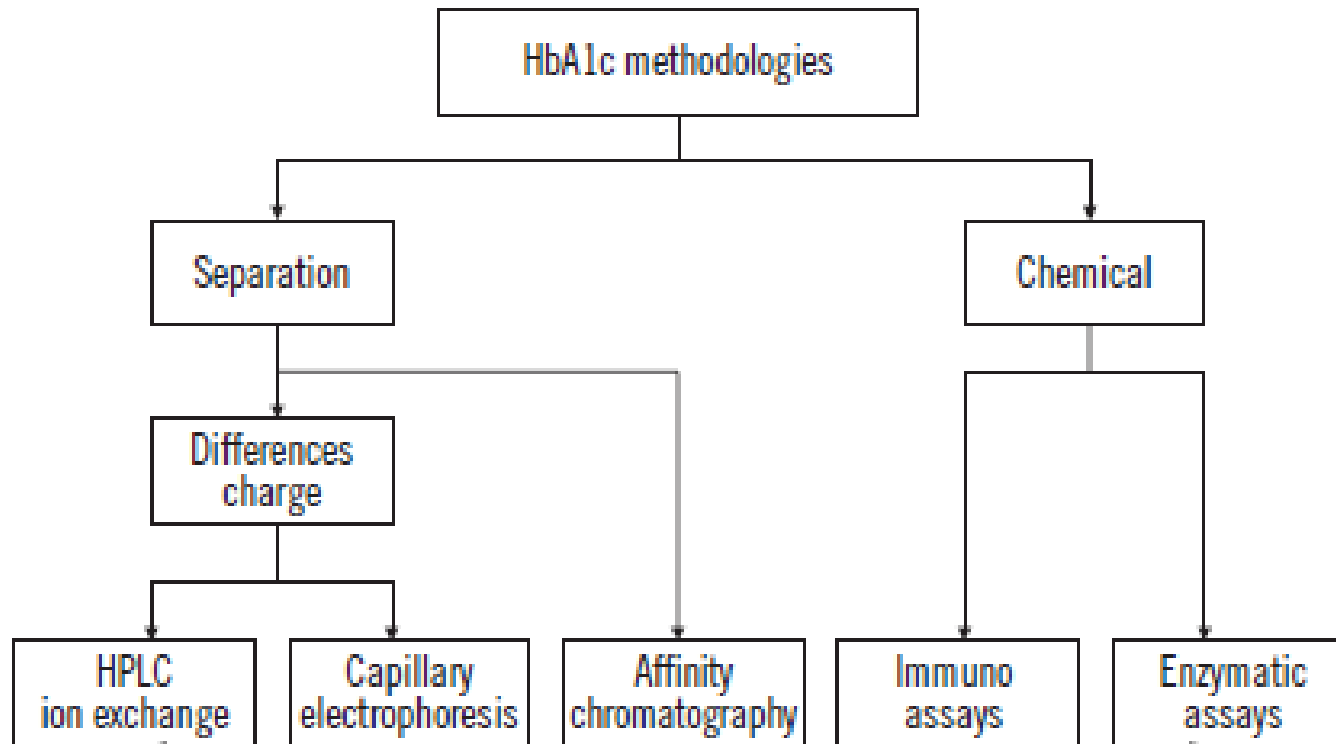 HbA1c methodologies
Separation
Chemical
Differences
charge
HPLC
ion exchange
Capillary
electrophoresis
Affinity
chromatography
Immuno
assays
Enzymatic
assays